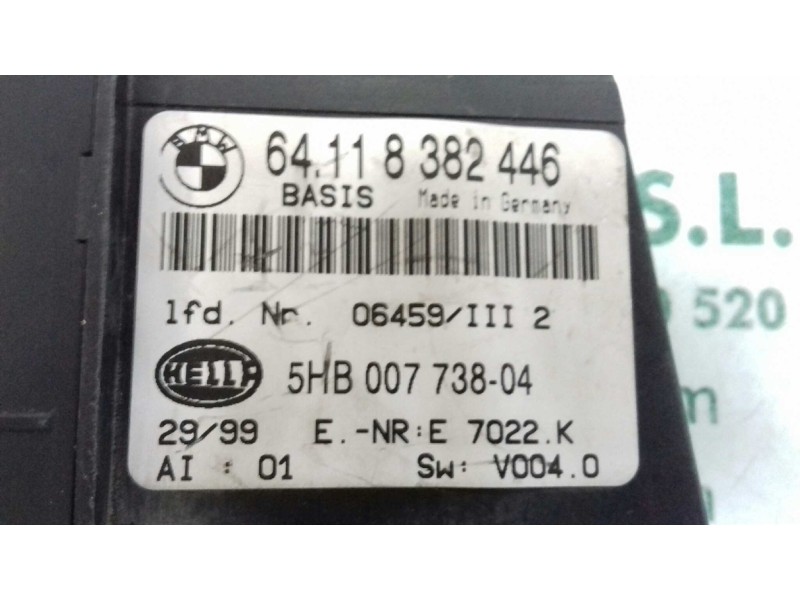 BMW
64.11 8 382 446
BASIS Made in Germany
lfd. Nr. 06459/III 2
HELLA
5HB 007 738-04
29/99 E.-NR:E 7022.K
AI : 01 Sw: V004.0
S.L.
520
m